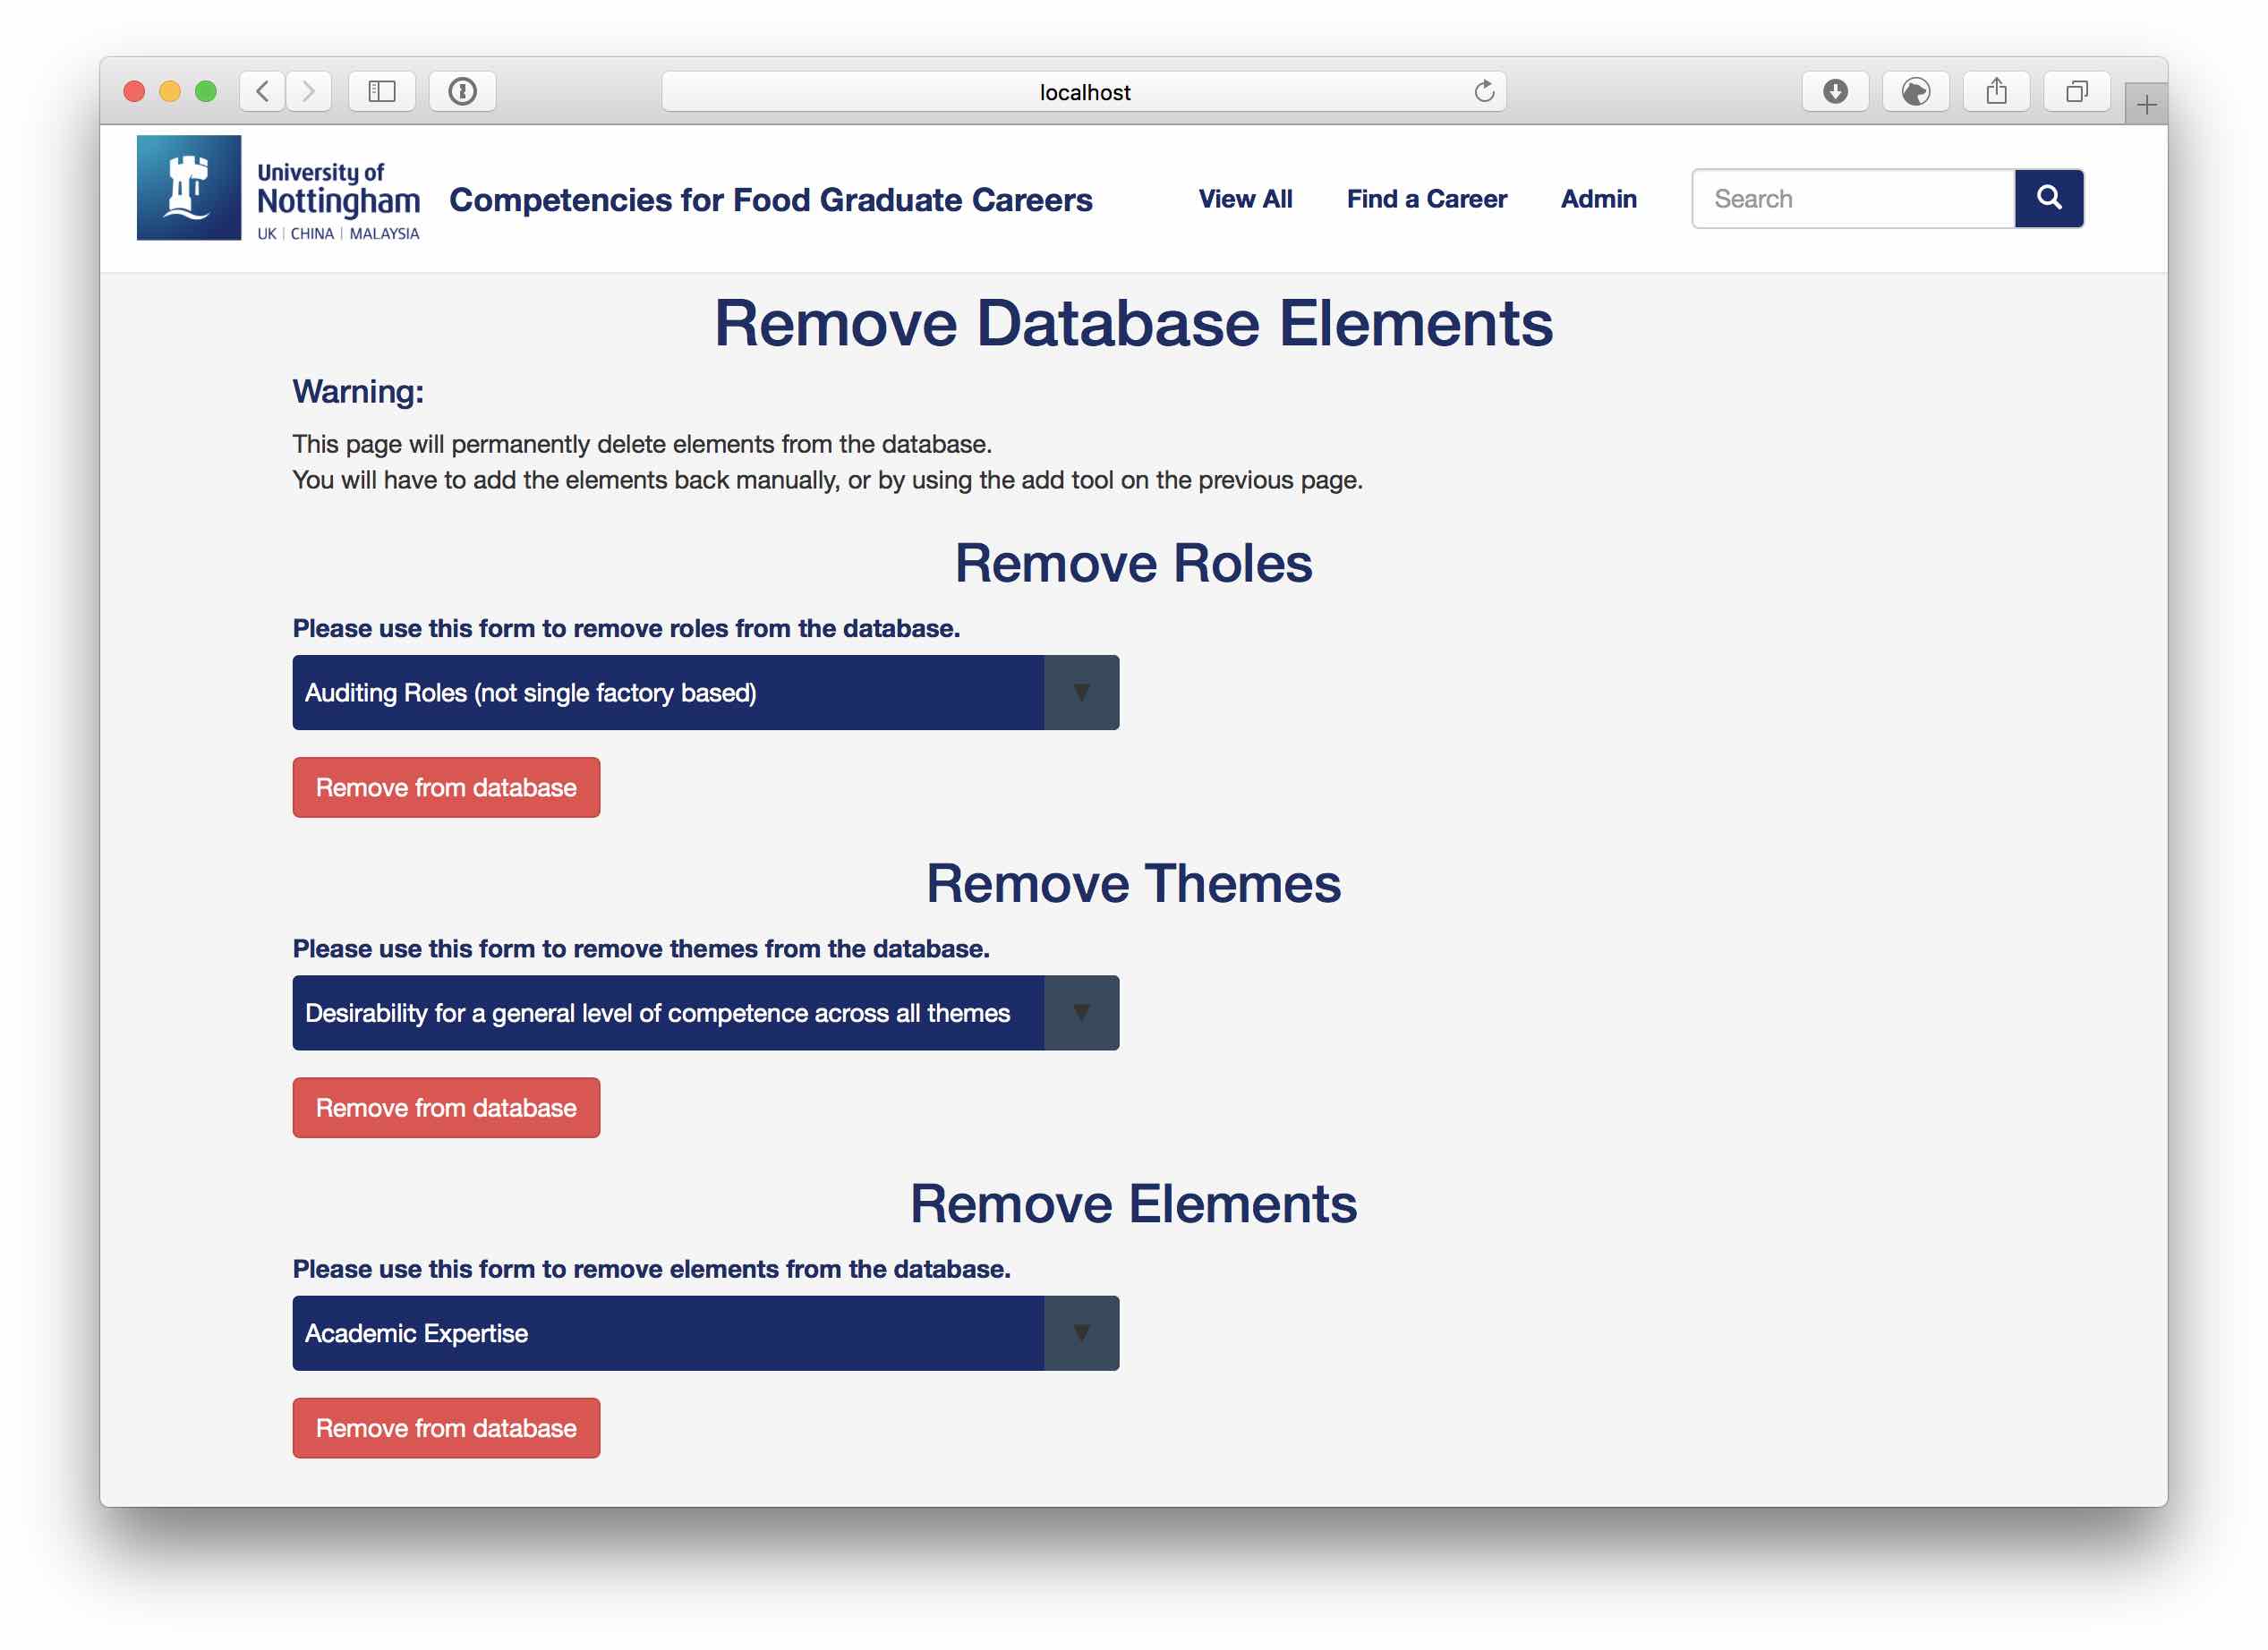 localhost
University of
Nottingham
UK | CHINA | MALAYSIA
Competencies for Food Graduate Careers
View All
Find a Career
Admin
Search
Remove Database Elements
Warning:
This page will permanently delete elements from the database.
You will have to add the elements back manually, or by using the add tool on the previous page.
Remove Roles
Please use this form to remove roles from the database.
Auditing Roles (not single factory based)
Remove from database
Remove Themes
Please use this form to remove themes from the database.
Desirability for a general level of competence across all themes
Remove from database
Remove Elements
Please use this form to remove elements from the database.
Academic Expertise
Remove from database